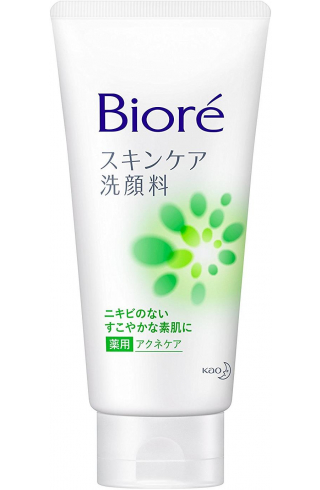 Bioré
スキンケア
洗顔料
ニキビのない
すこやかな素肌に
薬用 アクネケア
Kao